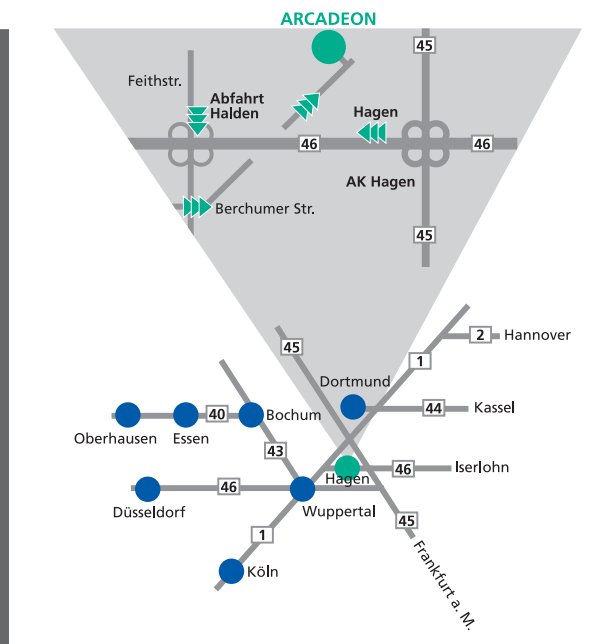 ARCADEON
45
Feithstr.
Abfahrt
Halden
Hagen
46
46
AK Hagen
Berchumer Str.
45
45
2
Hannover
1
Dortmund
40
Bochum
44
Kassel
Oberhausen
Essen
43
46
Iserlohn
Hagen
46
Düsseldorf
Wuppertal
45
1
Frankfurt a. M.
Köln